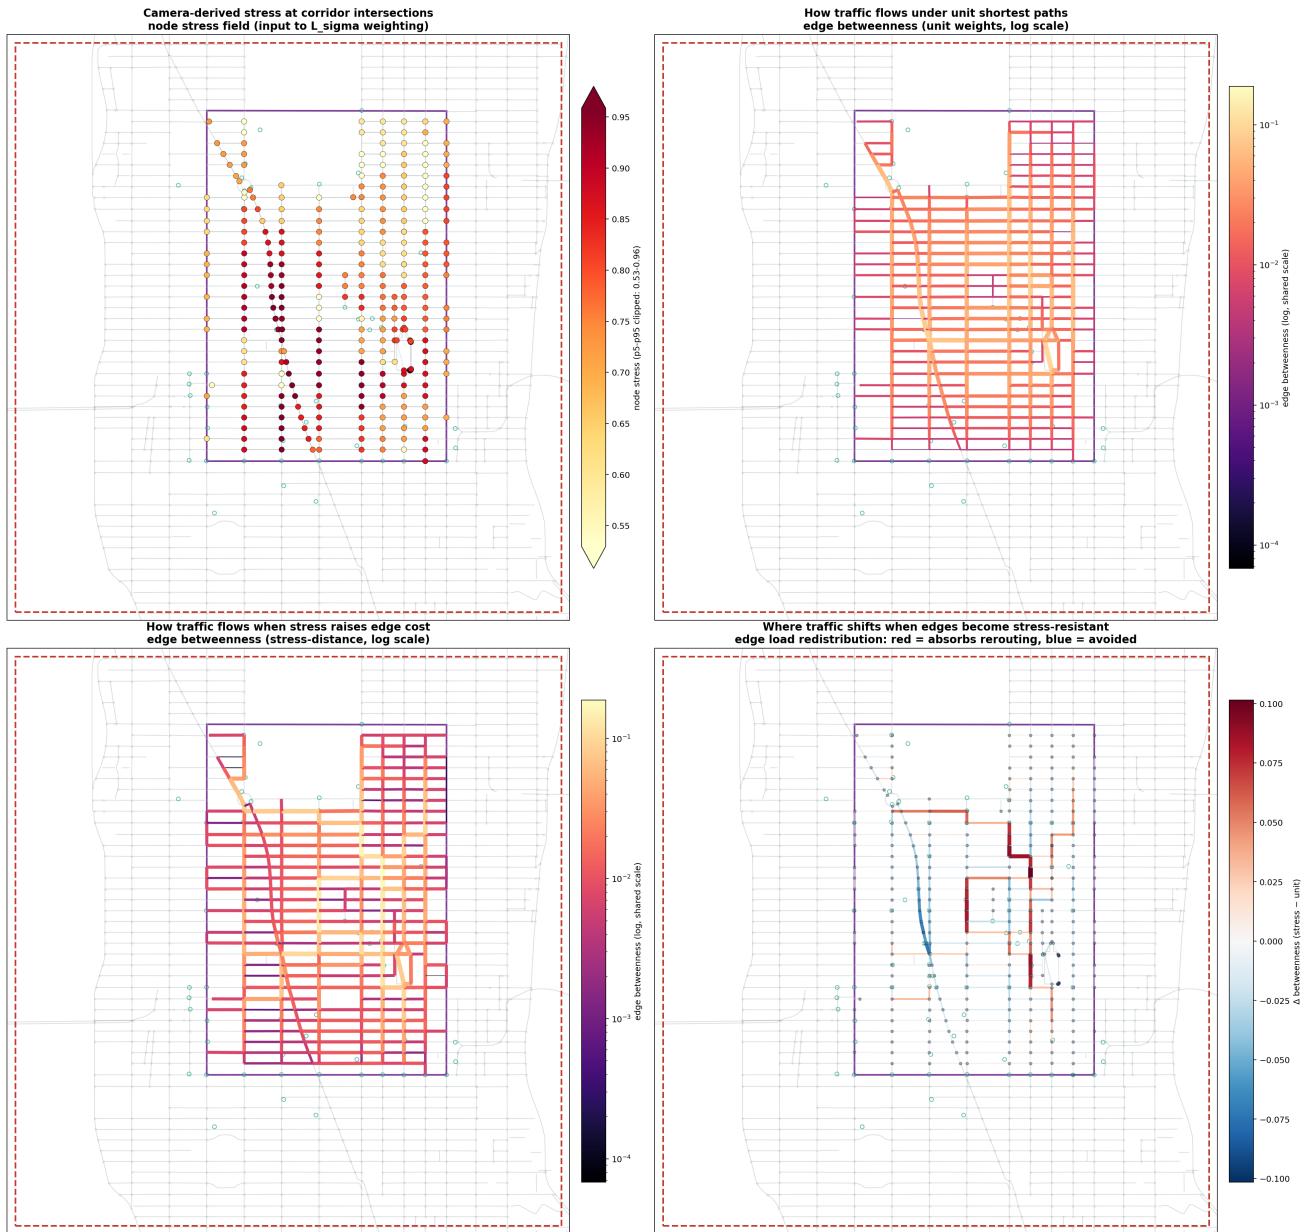 Camera-derived stress at corridor intersections
node stress field (input to L_sigma weighting)
0.95
0.90
0.85
0.80
0.75
0.70
0.65
0.60
0.55
node stress (p5-p95 clipped: 0.53-0.96)
How traffic flows under unit shortest paths
edge betweenness (unit weights, log scale)
10⁻¹
10⁻²
10⁻³
10⁻⁴
edge betweenness (log, shared scale)
How traffic flows when stress raises edge cost
edge betweenness (stress-distance, log scale)
10⁻¹
10⁻²
10⁻³
10⁻⁴
edge betweenness (log, shared scale)
Where traffic shifts when edges become stress-resistant
edge load redistribution: red = absorbs rerouting, blue = avoided
0.100
0.075
0.050
0.025
0.000
−0.025
−0.050
−0.075
−0.100
Δ betweenness (stress − unit)